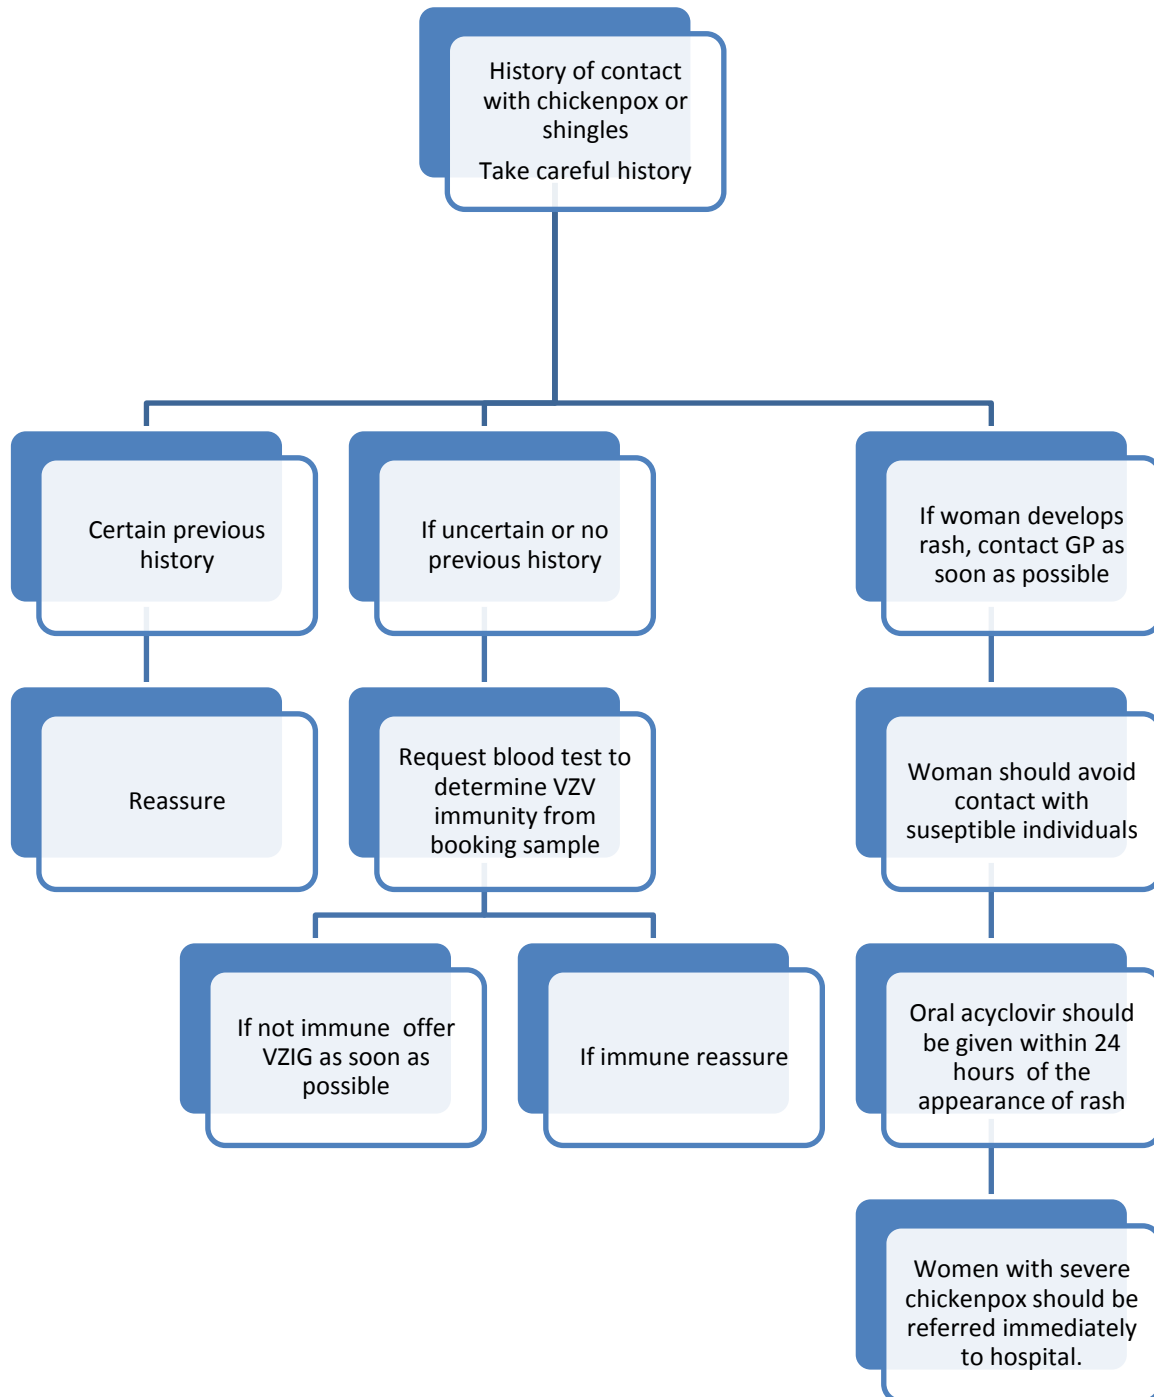 History of contact
with chickenpox or
shingles
Take careful history
Certain previous
history
If uncertain or no
previous history
If woman develops
rash, contact GP as
soon as possible
Reassure
Request blood test to
determine VZV
immunity from
booking sample
Woman should avoid
contact with
suseptible individuals
If not immune offer
VZIG as soon as
possible
If immune reassure
Oral acyclovir should
be given within 24
hours of the
appearance of rash
Women with severe
chickenpox should be
referred immediately
to hospital.